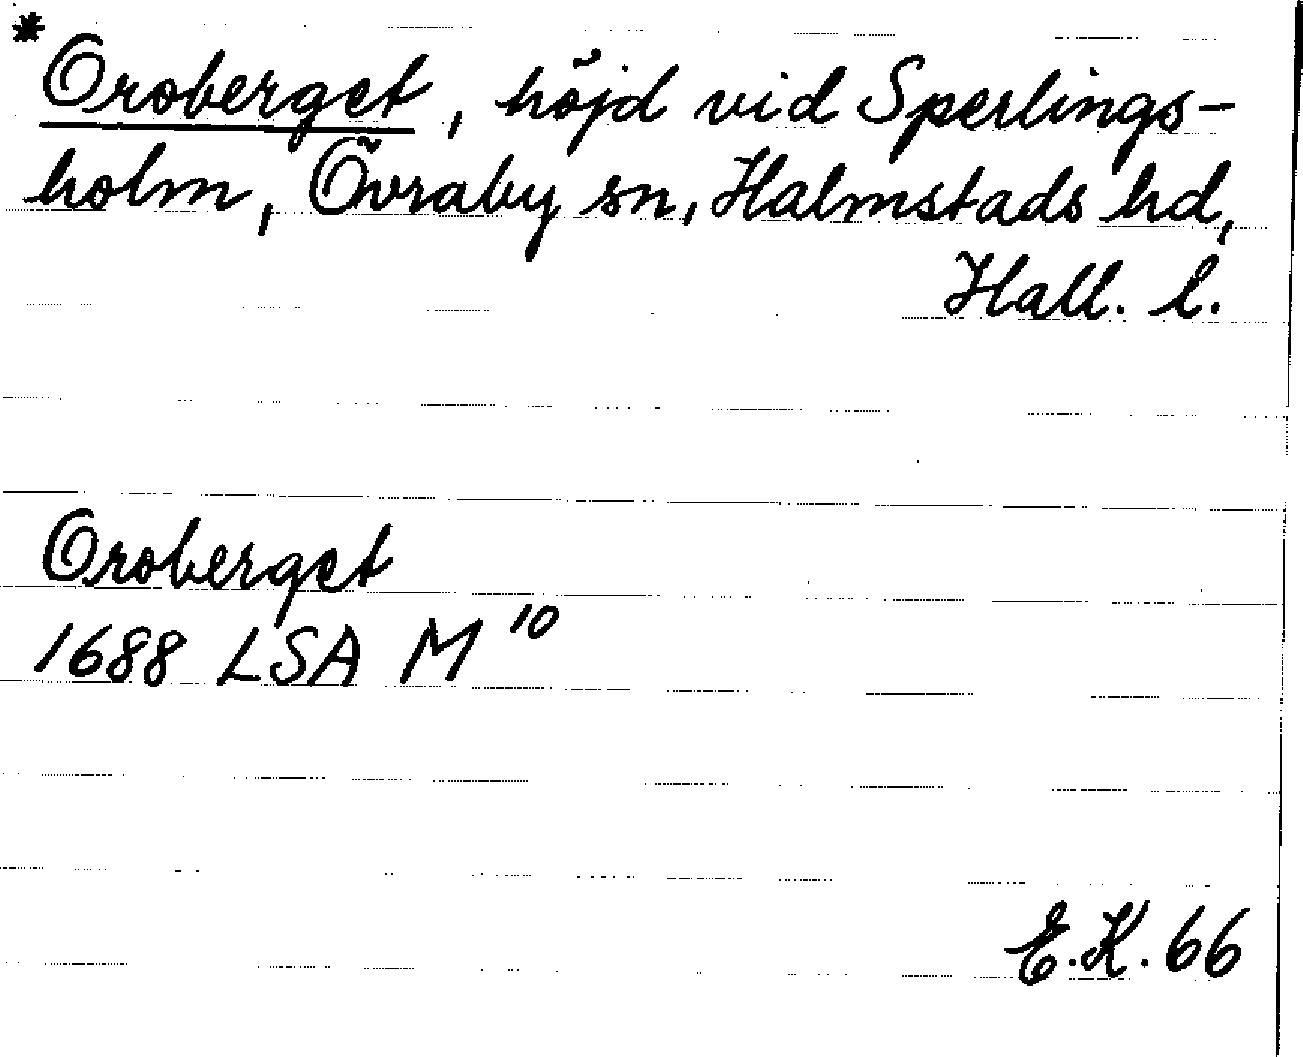 * Oroberget, höjd vid Sperlings-
holm, Övraby sn, Halmstads hd,
Hall. l.
Oroberget
1688 LSA M 10
E.K. 66